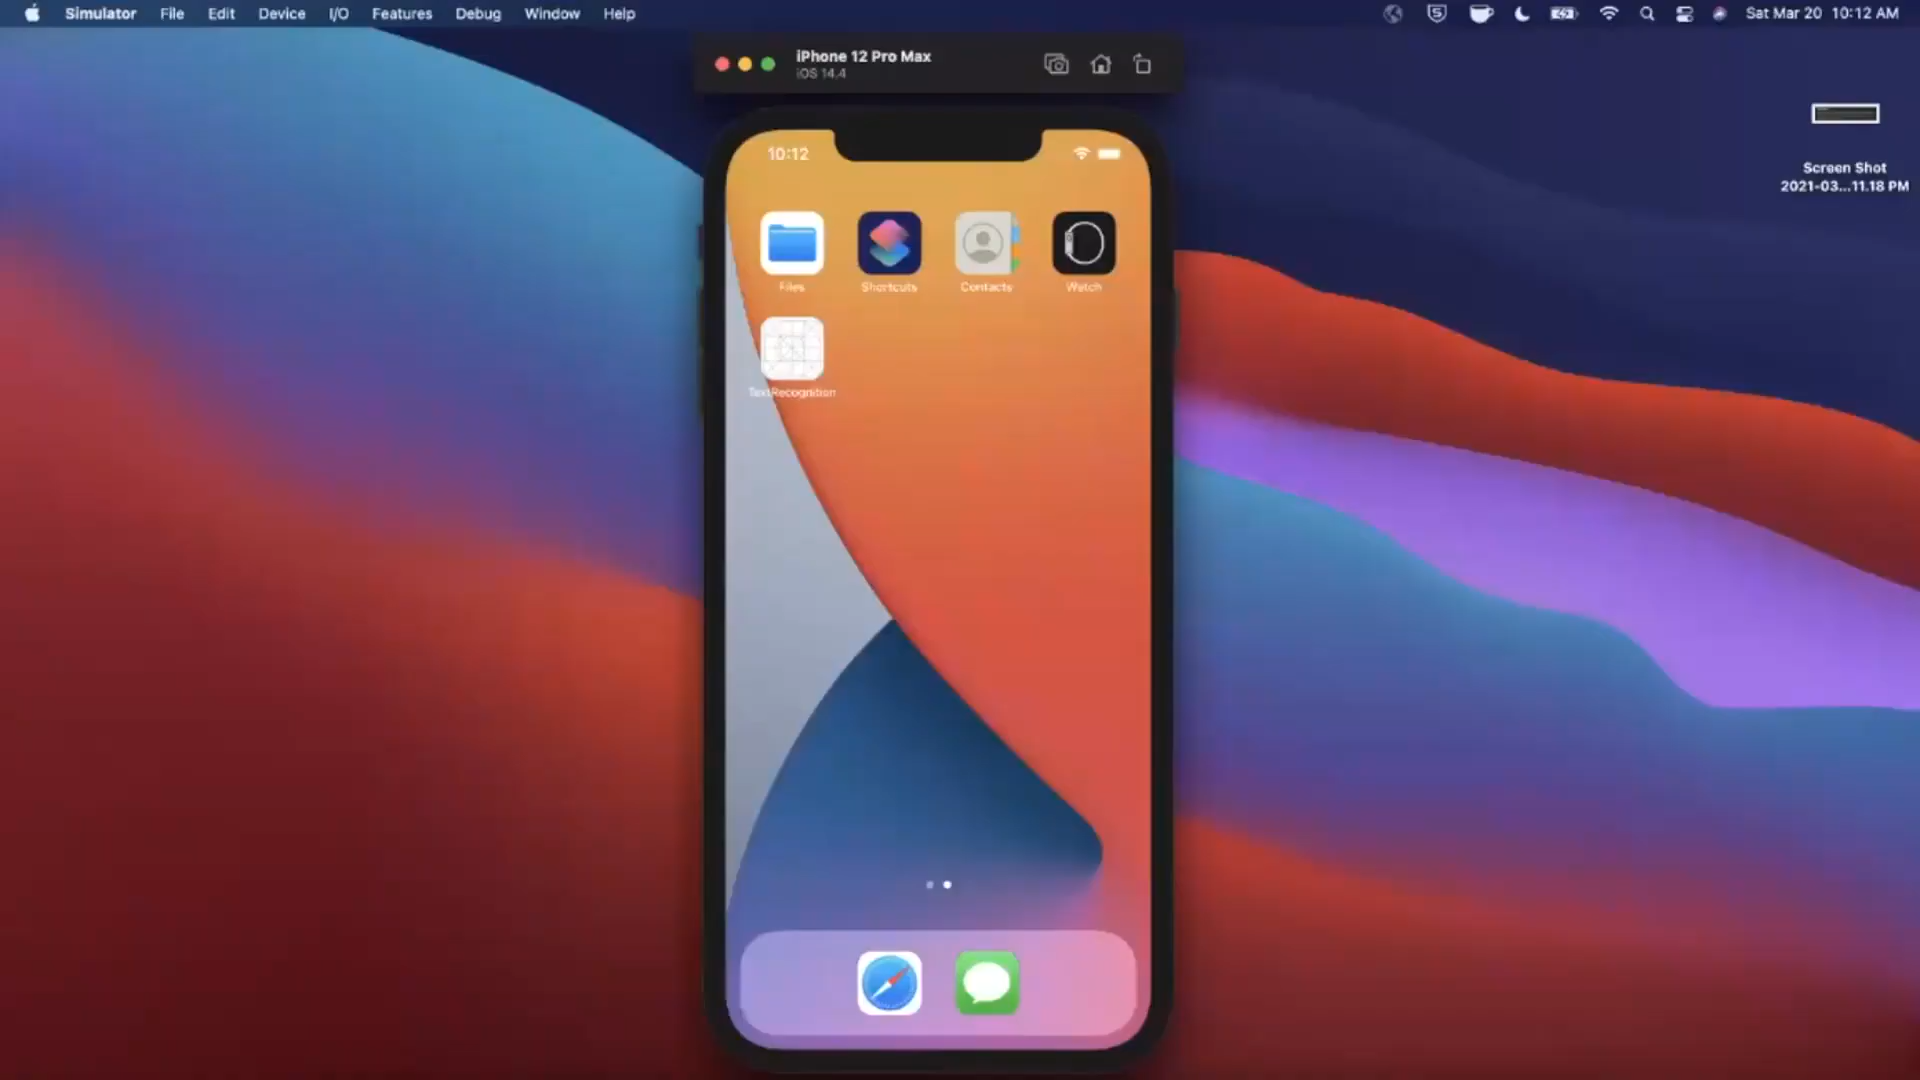 Simulator File Edit Device I/O Features Debug Window Help Sat Mar 20 10:12 AM
iPhone 12 Pro Max
iOS 14.4
Screen Shot
2021-03...11.18 PM
10:12
Files Shortcuts Contacts Watch
TextRecognition